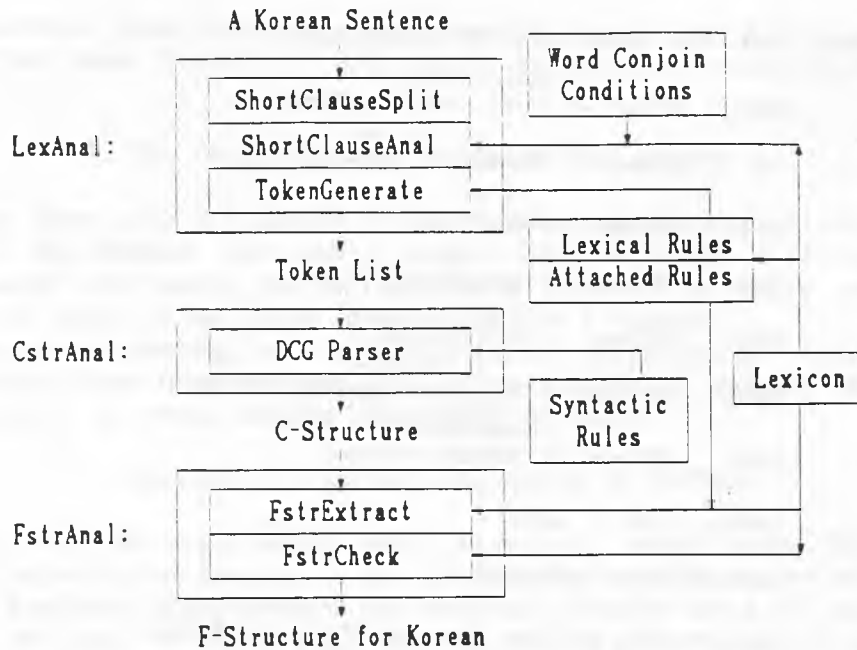 A Korean Sentence
Word Conjoin
Conditions
LexAnal:
ShortClauseSplit
ShortClauseAnal
TokenGenerate
Lexical Rules
Attached Rules
Token List
CstrAnal:
DCG Parser
Lexicon
Syntactic
Rules
C-Structure
FstrAnal:
FstrExtract
FstrCheck
F-Structure for Korean